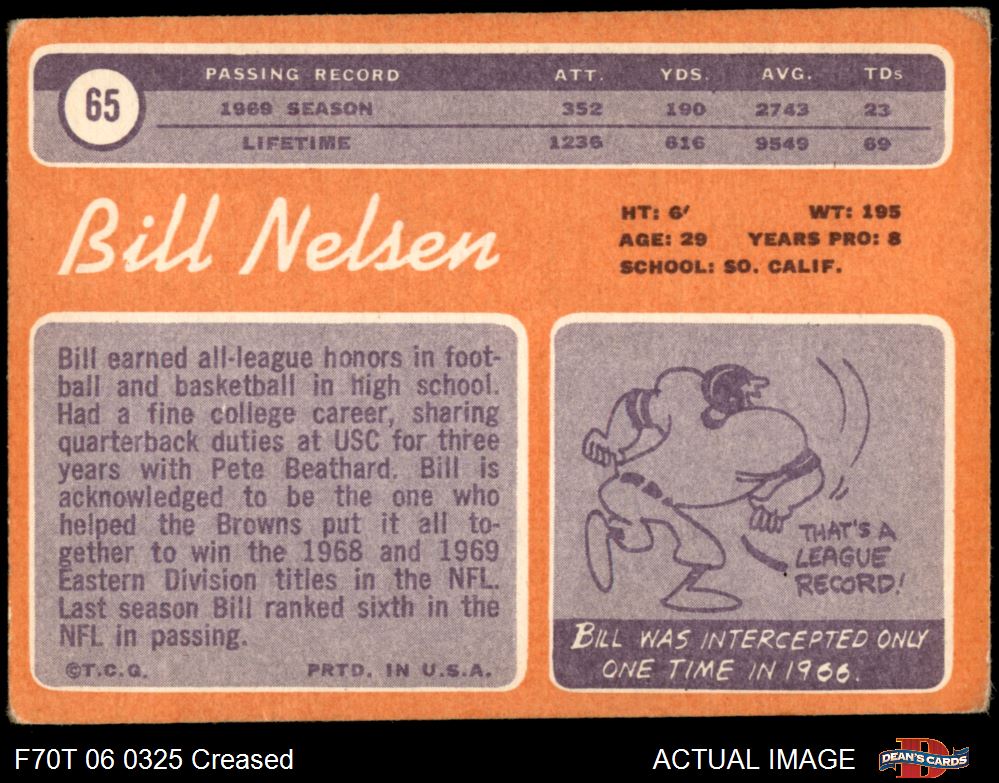 65
PASSING RECORD ATT. YDS. AVG. TDs
1969 SEASON 352 190 2743 23
LIFETIME 1236 616 9549 69
Bill Nelsen
HT: 6' WT: 195
AGE: 29 YEARS PRO: 8
SCHOOL: SO. CALIF.
Bill earned all-league honors in foot-
ball and basketball in high school.
Had a fine college career, sharing
quarterback duties at USC for three
years with Pete Beathard. Bill is
acknowledged to be the one who
helped the Browns put it all to-
gether to win the 1968 and 1969
Eastern Division titles in the NFL.
Last season Bill ranked sixth in the
NFL in passing.
©T.C.G. PRTD. IN U.S.A.
THAT'S A
LEAGUE
RECORD!
BILL WAS INTERCEPTED ONLY
ONE TIME IN 1966.
F70T 06 0325 Creased
ACTUAL IMAGE
D
DEAN'S CARDS